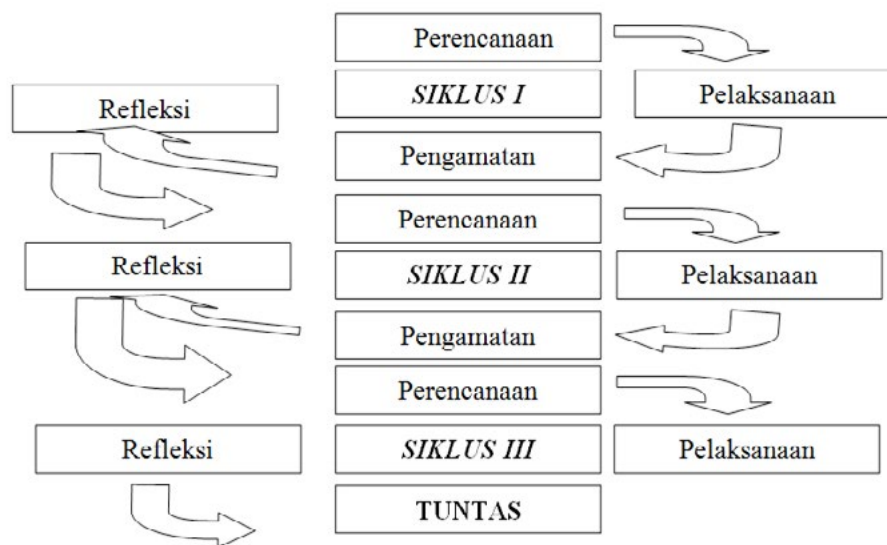 Perencanaan
Refleksi
SIKLUS I
Pelaksanaan
Pengamatan
Perencanaan
Refleksi
SIKLUS II
Pelaksanaan
Pengamatan
Perencanaan
Refleksi
SIKLUS III
Pelaksanaan
TUNTAS